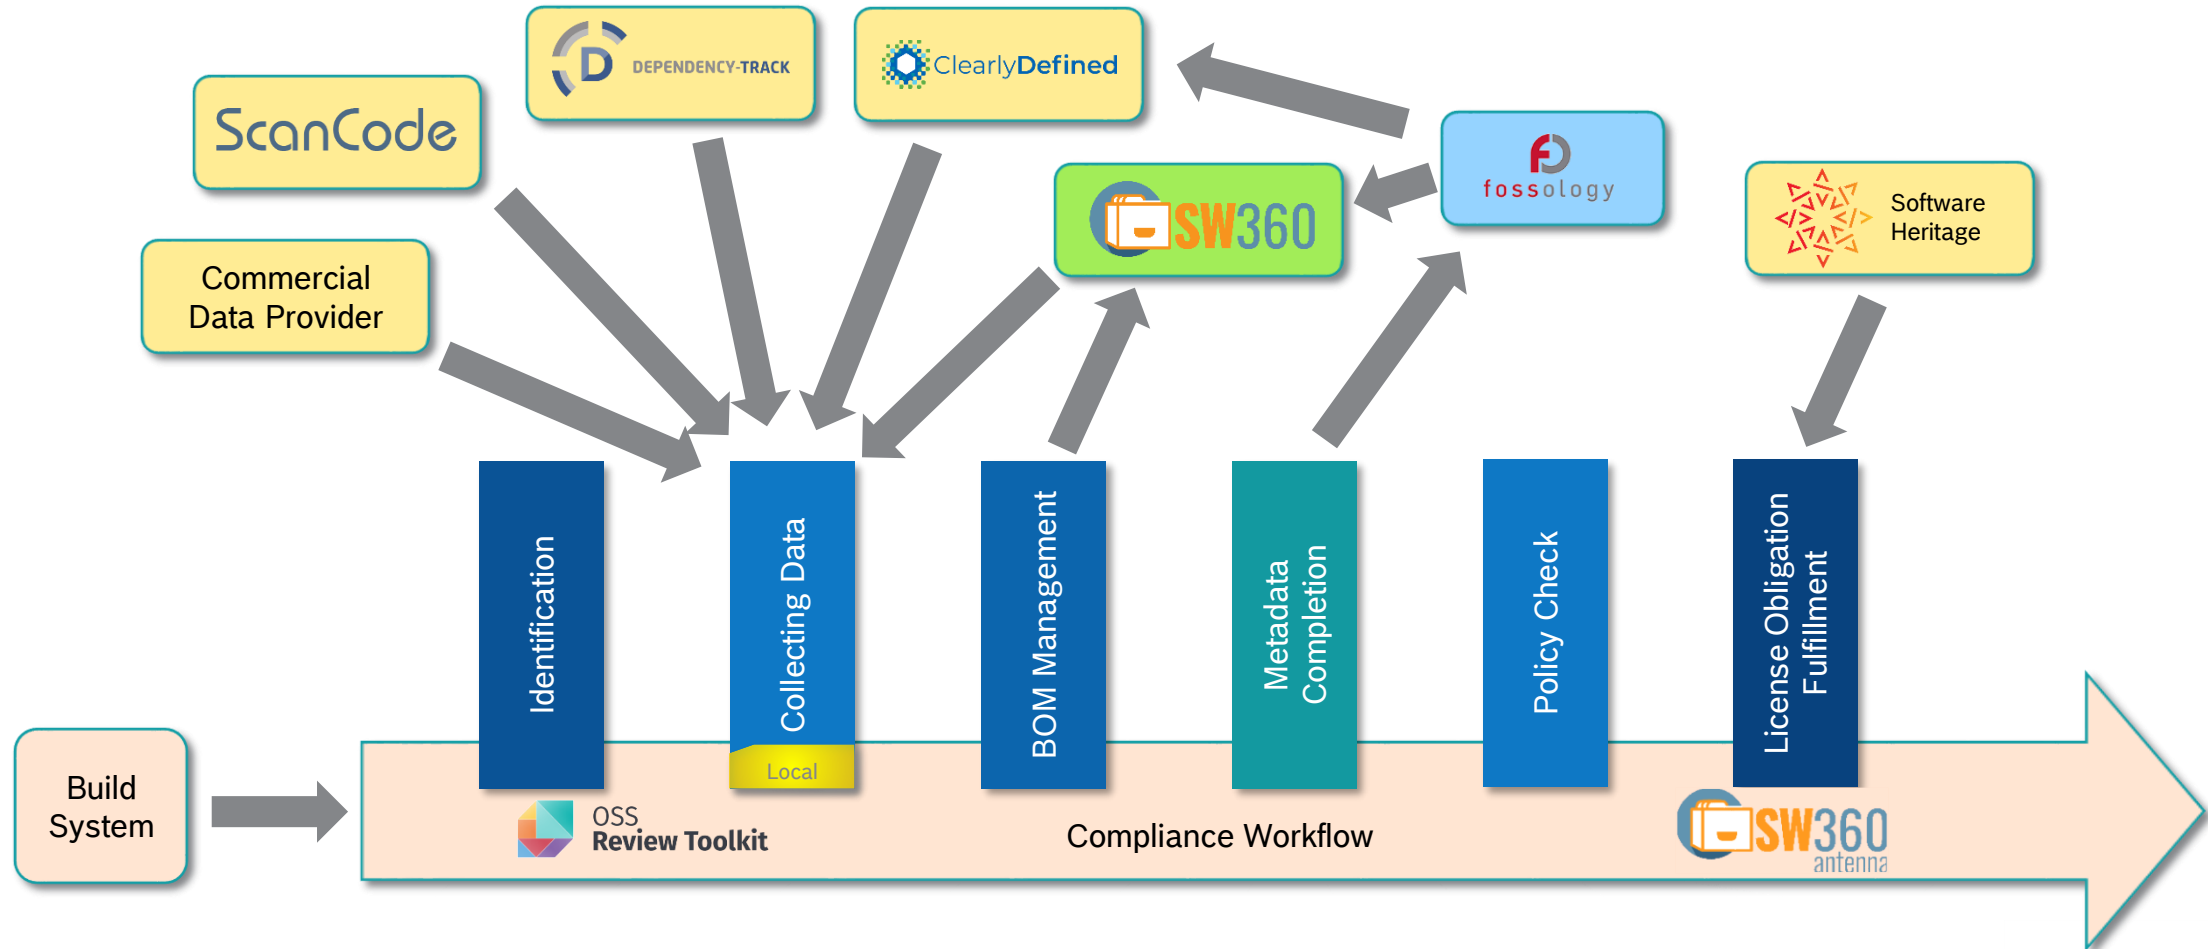 D
DEPENDENCY-TRACK
ClearlyDefined
ScanCode
fossology
SW360
Software
Heritage
Commercial
Data Provider
Identification
Collecting Data
Local
BOM Management
Metadata
Completion
Policy Check
License Obligation
Fulfillment
Build
System
OSS
Review Toolkit
Compliance Workflow
SW360
antenna